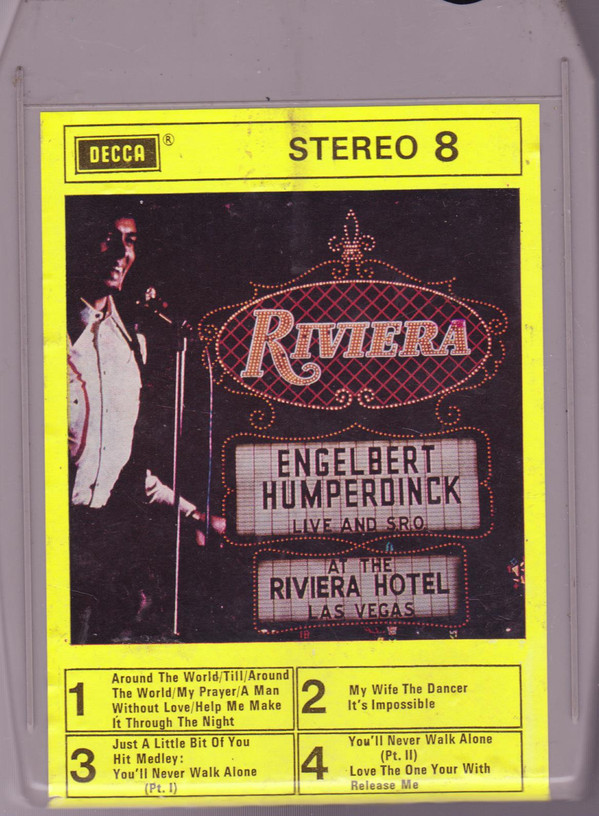 DECCA ®
STEREO 8
RIVIERA
ENGELBERT
HUMPERDINCK
LIVE AND S.R.O.
AT THE
RIVIERA HOTEL
LAS VEGAS
1
Around The World/Till/Around
The World/My Prayer/A Man
Without Love/Help Me Make
It Through The Night
2
My Wife The Dancer
It's Impossible
3
Just A Little Bit Of You
Hit Medley:
You'll Never Walk Alone
(Pt. I)
4
You'll Never Walk Alone
(Pt. II)
Love The One Your With
Release Me